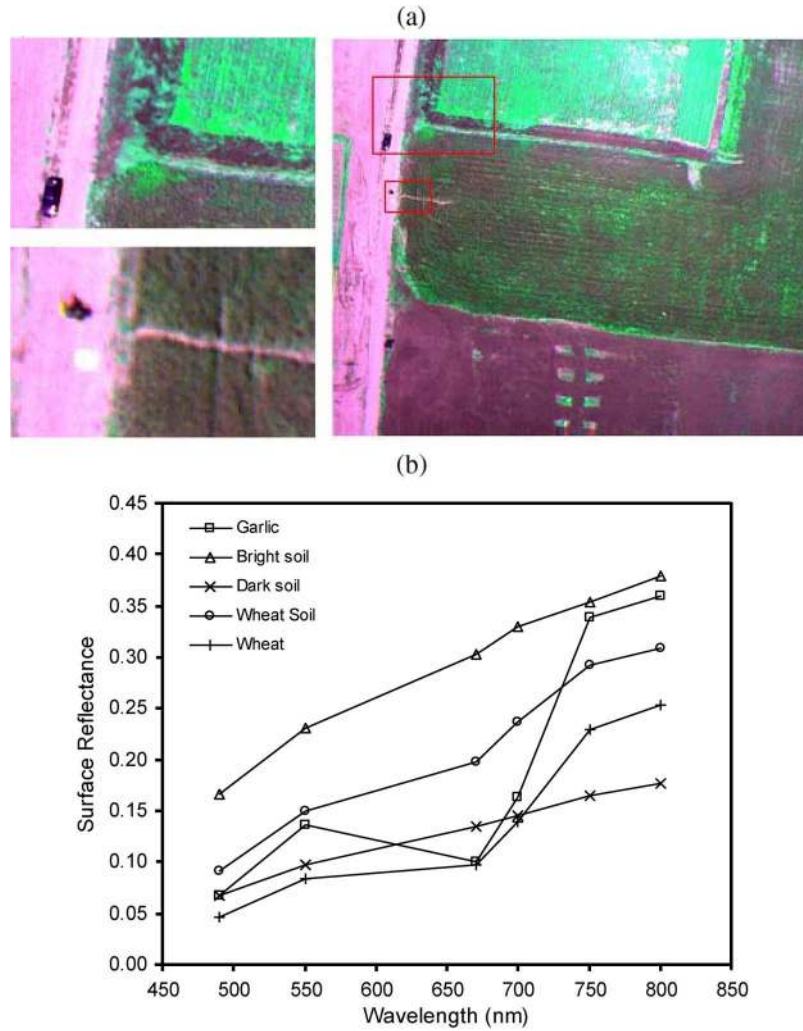 (a)
(b)
0.45
0.40
0.35
0.30
0.25
0.20
0.15
0.10
0.05
0.00
Surface Reflectance
Garlic
Bright soil
Dark soil
Wheat Soil
Wheat
450 500 550 600 650 700 750 800 850
Wavelength (nm)